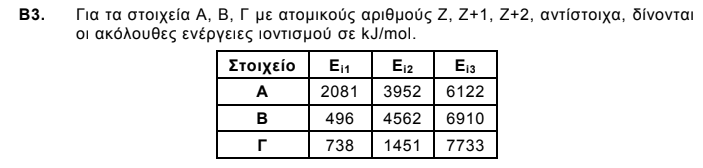 Β3. Για τα στοιχεία Α, Β, Γ με ατομικούς αριθμούς Ζ, Ζ+1, Ζ+2, αντίστοιχα, δίνονται
οι ακόλουθες ενέργειες ιοντισμού σε kJ/mol.
Στοιχείο Ei1 Ei2 Ei3
Α 2081 3952 6122
Β 496 4562 6910
Γ 738 1451 7733